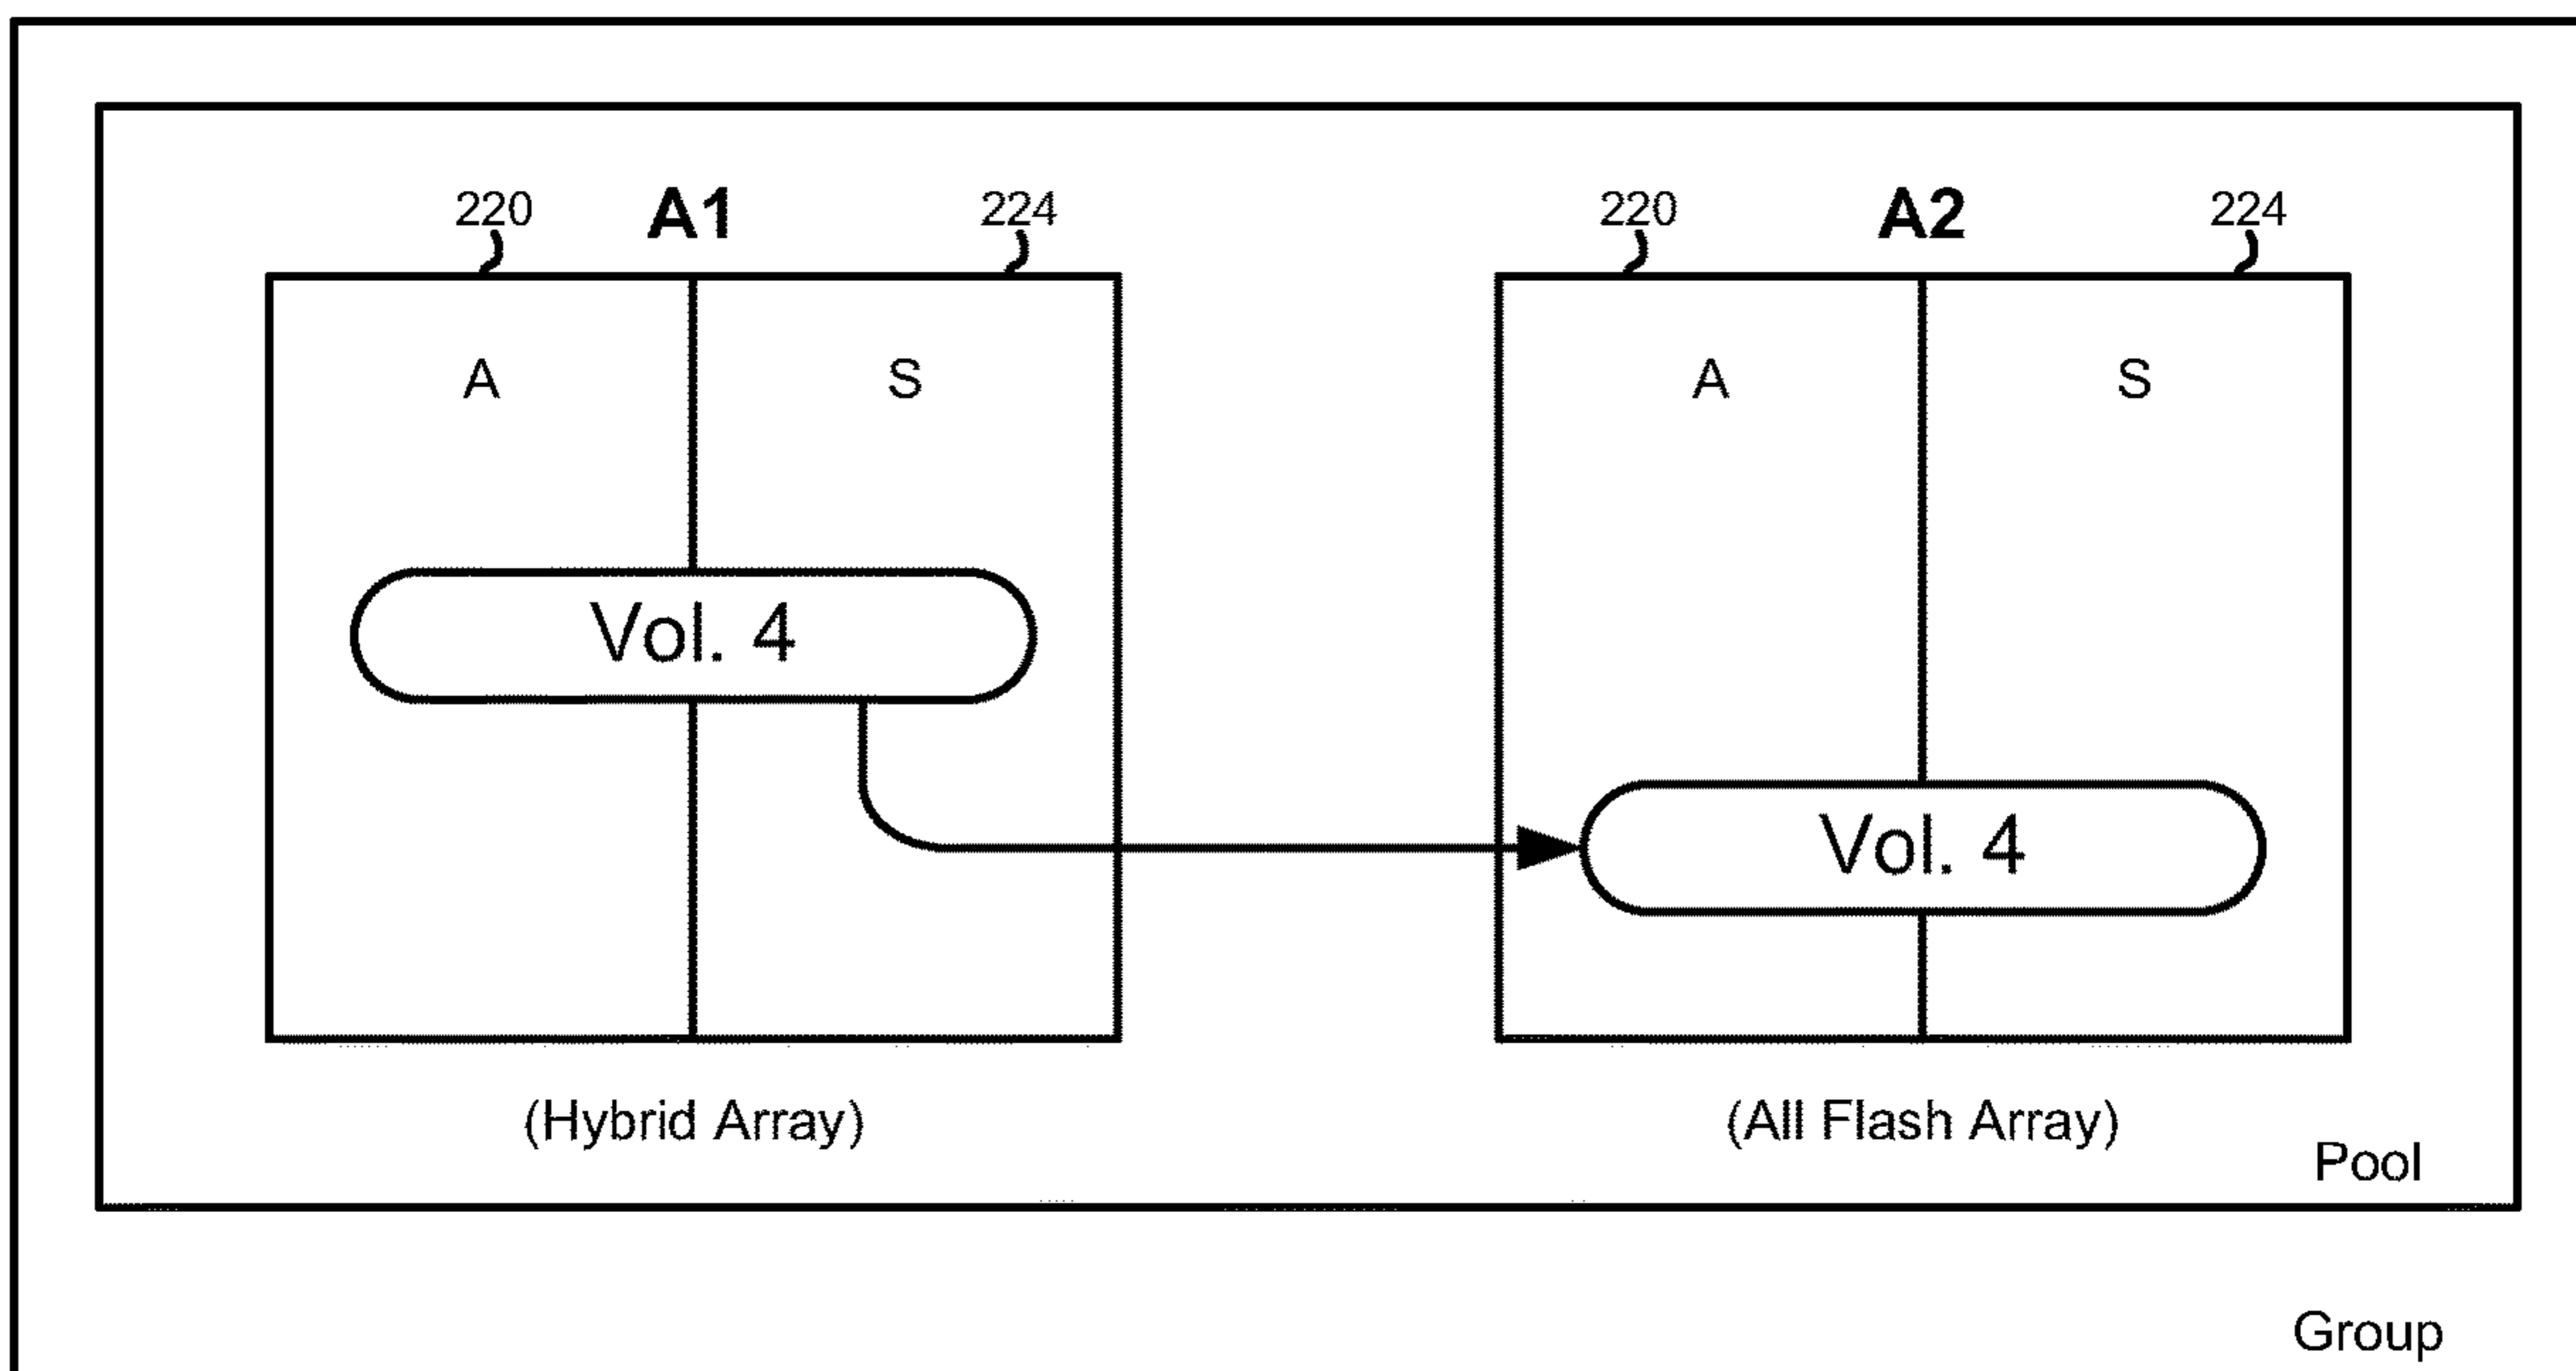 220 A1 224 220 A2 224
A S A S
Vol. 4
Vol. 4
(Hybrid Array) (All Flash Array)
Pool
Group